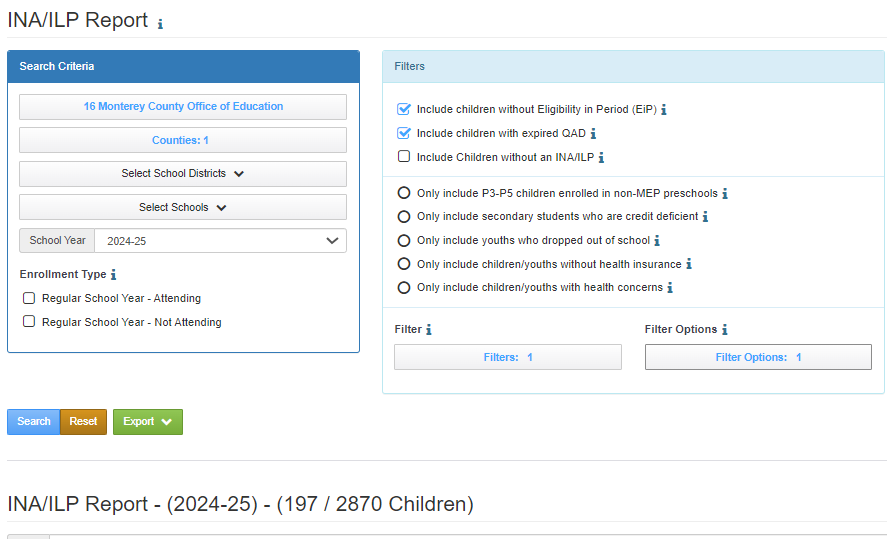 INA/ILP Report
Search Criteria
16 Monterey County Office of Education
Counties: 1
Select School Districts
Select Schools
School Year 2024-25
Enrollment Type
Regular School Year - Attending
Regular School Year - Not Attending
Filters
Include children without Eligibility in Period (EiP)
Include children with expired QAD
Include Children without an INA/ILP
Only include P3-P5 children enrolled in non-MEP preschools
Only include secondary students who are credit deficient
Only include youths who dropped out of school
Only include children/youths without health insurance
Only include children/youths with health concerns
Filter Filter Options
Filters: 1 Filter Options: 1
Search Reset Export
INA/ILP Report - (2024-25) - (197 / 2870 Children)